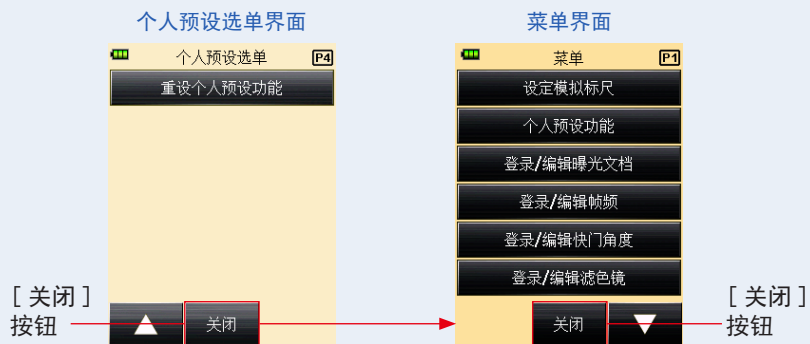 个人预设选单界面
菜单界面
个人预设选单 P4
重设个人预设功能
关闭
[ 关闭 ]
按钮
菜单 P1
设定模拟标尺
个人预设功能
登录/编辑曝光文档
登录/编辑帧频
登录/编辑快门角度
登录/编辑滤色镜
关闭
[ 关闭 ]
按钮